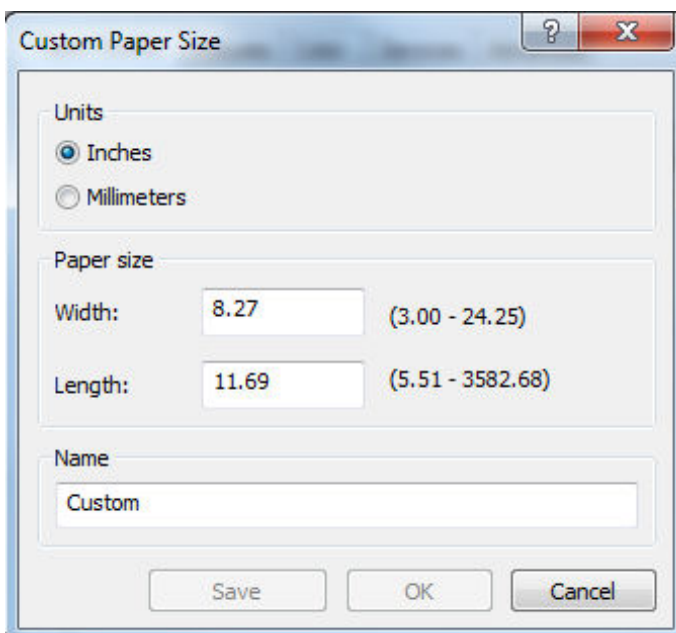 Custom Paper Size
?
X
Units
Inches
Millimeters
Paper size
Width: 8.27 (3.00 - 24.25)
Length: 11.69 (5.51 - 3582.68)
Name
Custom
Save OK Cancel